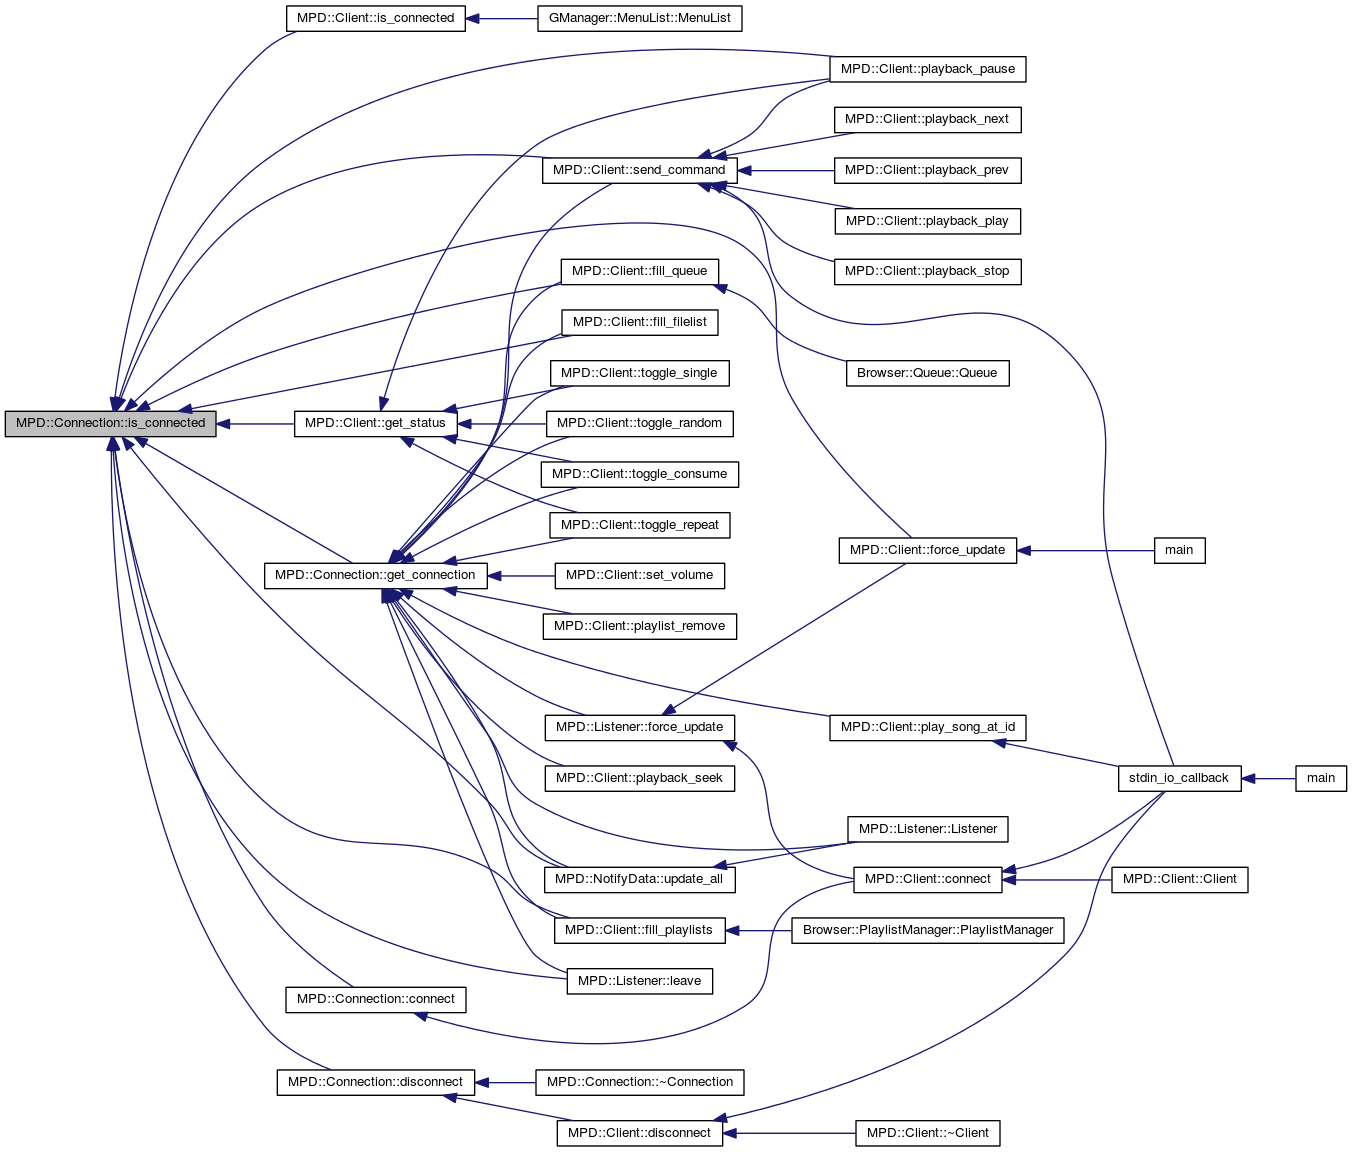 MPD::Client::is_connected
GManager::MenuList::MenuList
MPD::Client::playback_pause
MPD::Client::playback_next
MPD::Client::send_command
MPD::Client::playback_prev
MPD::Client::playback_play
MPD::Client::fill_queue
MPD::Client::playback_stop
MPD::Client::fill_filelist
MPD::Client::toggle_single
Browser::Queue::Queue
MPD::Connection::is_connected
MPD::Client::get_status
MPD::Client::toggle_random
MPD::Client::toggle_consume
MPD::Client::toggle_repeat
MPD::Client::force_update
main
MPD::Connection::get_connection
MPD::Client::set_volume
MPD::Client::playlist_remove
MPD::Listener::force_update
MPD::Client::play_song_at_id
MPD::Client::playback_seek
stdin_io_callback
main
MPD::Listener::Listener
MPD::NotifyData::update_all
MPD::Client::connect
MPD::Client::Client
MPD::Client::fill_playlists
Browser::PlaylistManager::PlaylistManager
MPD::Listener::leave
MPD::Connection::connect
MPD::Connection::disconnect
MPD::Connection::~Connection
MPD::Client::disconnect
MPD::Client::~Client